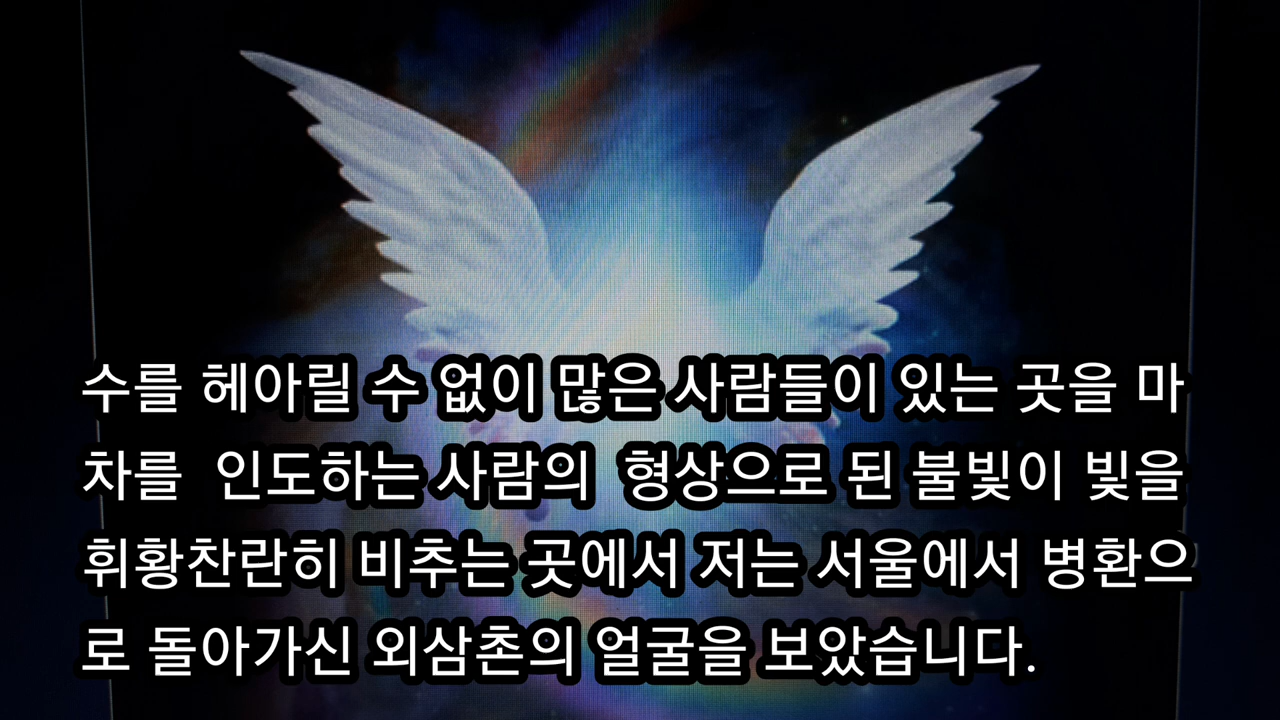 수를 헤아릴 수 없이 많은 사람들이 있는 곳을 마
차를  인도하는 사람의  형상으로 된 불빛이 빛을
휘황찬란히 비추는 곳에서 저는 서울에서 병환으
로 돌아가신 외삼촌의 얼굴을 보았습니다.